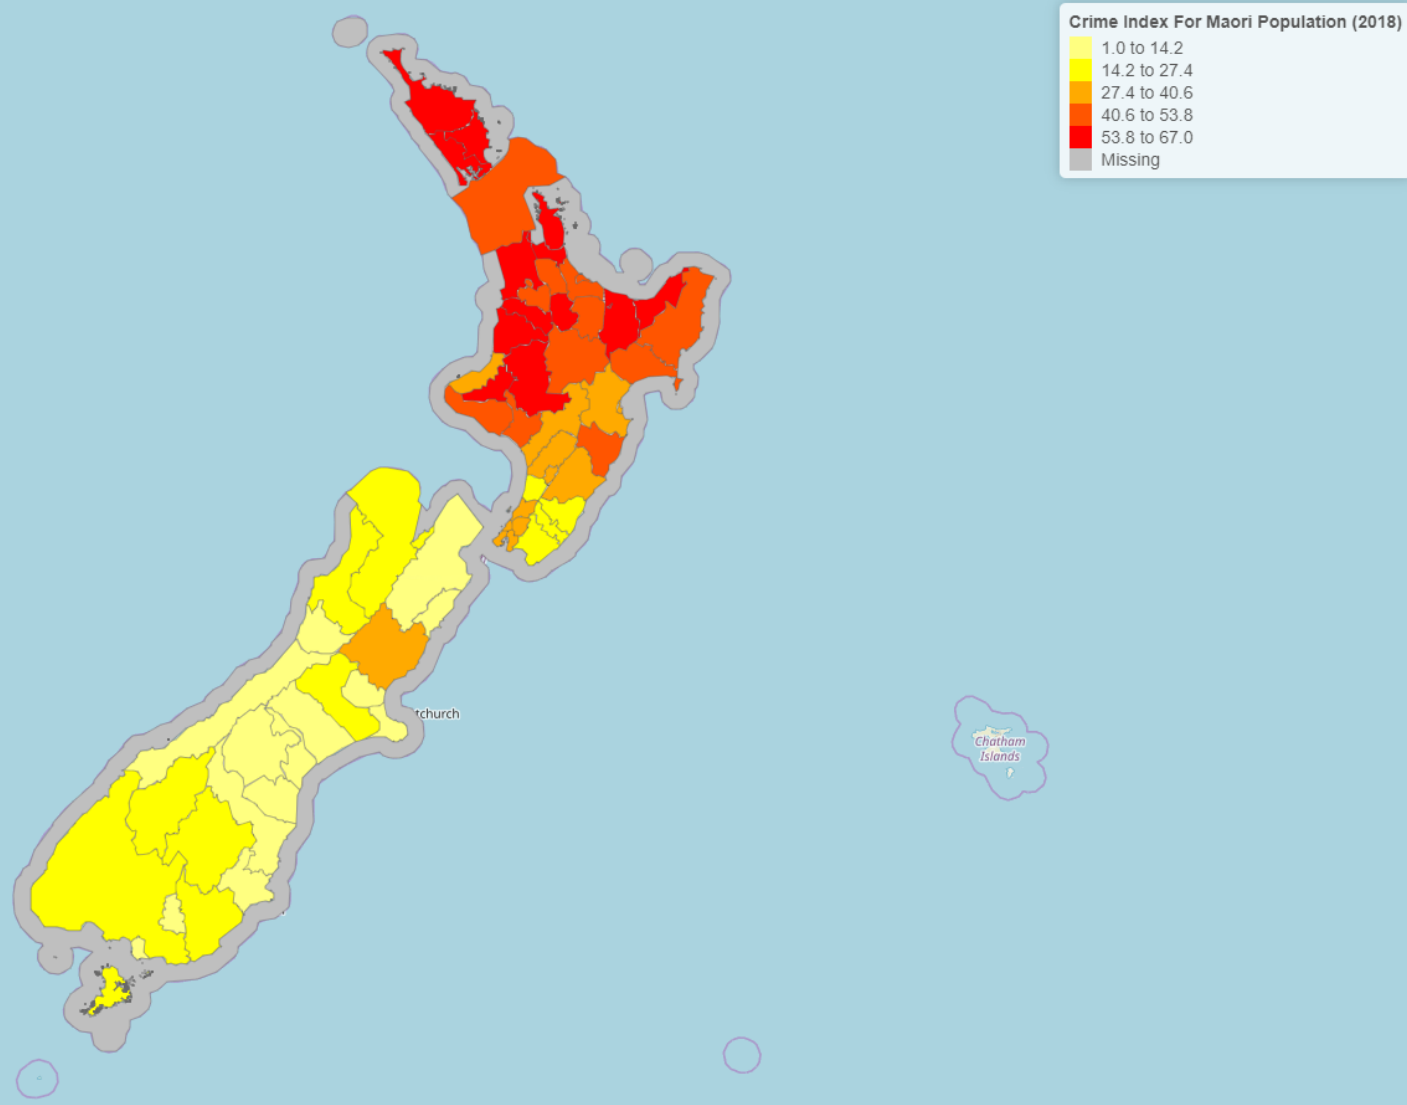 Crime Index For Maori Population (2018)
1.0 to 14.2
14.2 to 27.4
27.4 to 40.6
40.6 to 53.8
53.8 to 67.0
Missing
tchurch
Chatham
Islands